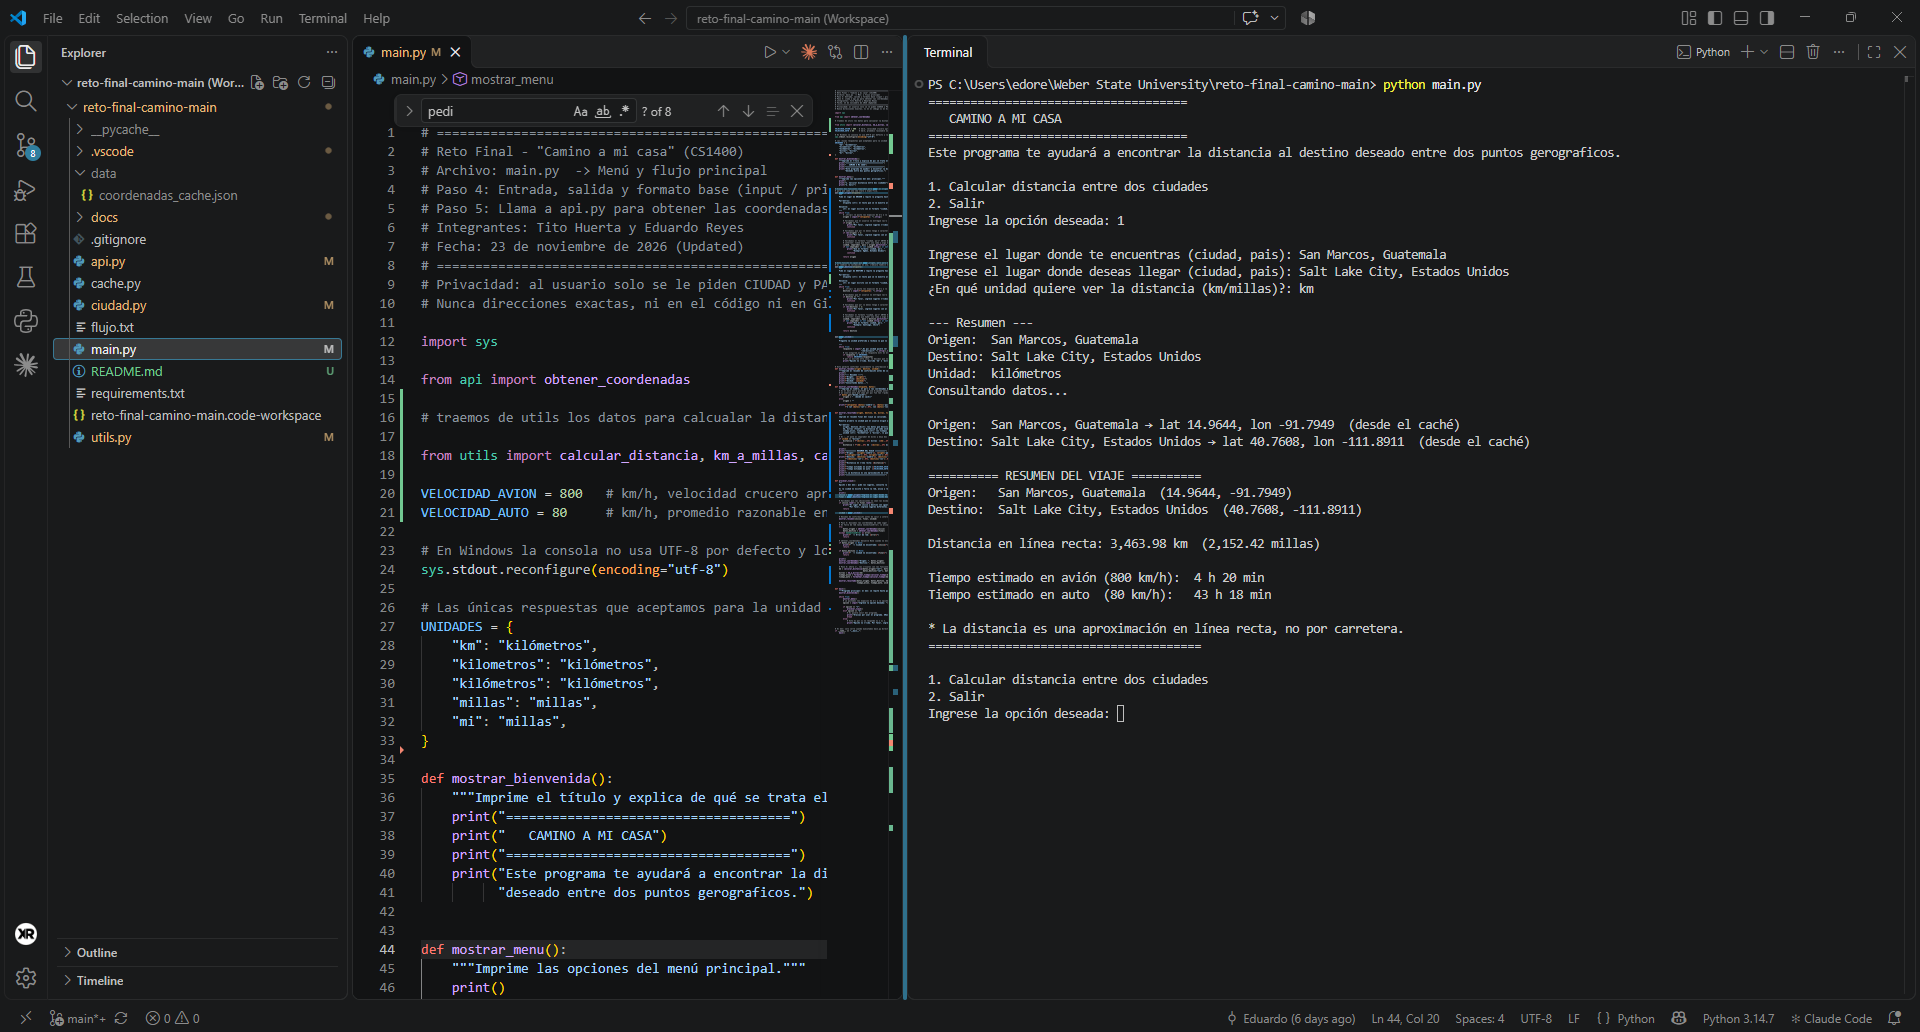 File Edit Selection View Go Run Terminal Help
reto-final-camino-main (Workspace)
Explorer
reto-final-camino-main (Wor...
reto-final-camino-main
__pycache__
.vscode
data
coordenadas_cache.json
docs
.gitignore
api.py M
cache.py
ciudad.py M
flujo.txt
main.py M
README.md U
requirements.txt
reto-final-camino-main.code-workspace
utils.py M
Outline
Timeline
8
XR
main.py M
main.py > mostrar_menu
pedi Aa ab .* ? of 8
1 # =====================================================
2 # Reto Final - "Camino a mi casa" (CS1400)
3 # Archivo: main.py -> Menú y flujo principal
4 # Paso 4: Entrada, salida y formato base (input / pri
5 # Paso 5: Llama a api.py para obtener las coordenadas
6 # Integrantes: Tito Huerta y Eduardo Reyes
7 # Fecha: 23 de noviembre de 2026 (Updated)
8 # =====================================================
9 # Privacidad: al usuario solo se le piden CIUDAD y PA
10 # Nunca direcciones exactas, ni en el código ni en Gi
11
12 import sys
13
14 from api import obtener_coordenadas
15
16 # traemos de utils los datos para calcualar la distan
17
18 from utils import calcular_distancia, km_a_millas, ca
19
20 VELOCIDAD_AVION = 800 # km/h, velocidad crucero apr
21 VELOCIDAD_AUTO = 80 # km/h, promedio razonable en
22
23 # En Windows la consola no usa UTF-8 por defecto y lo
24 sys.stdout.reconfigure(encoding="utf-8")
25
26 # Las únicas respuestas que aceptamos para la unidad
27 UNIDADES = {
28 "km": "kilómetros",
29 "kilometros": "kilómetros",
30 "kilómetros": "kilómetros",
31 "millas": "millas",
32 "mi": "millas",
33 }
34
35 def mostrar_bienvenida():
36 """Imprime el título y explica de qué se trata el
37 print("=====================================")
38 print("   CAMINO A MI CASA")
39 print("=====================================")
40 print("Este programa te ayudará a encontrar la di
41 "deseado entre dos puntos gerograficos.")
42
43
44 def mostrar_menu():
45 """Imprime las opciones del menú principal."""
46 print()
Terminal
Python
PS C:\Users\edore\Weber State University\reto-final-camino-main> python main.py
=====================================
CAMINO A MI CASA
=====================================
Este programa te ayudará a encontrar la distancia al destino deseado entre dos puntos gerograficos.
1. Calcular distancia entre dos ciudades
2. Salir
Ingrese la opción deseada: 1
Ingrese el lugar donde te encuentras (ciudad, pais): San Marcos, Guatemala
Ingrese el lugar donde deseas llegar (ciudad, pais): Salt Lake City, Estados Unidos
¿En qué unidad quiere ver la distancia (km/millas)?: km
--- Resumen ---
Origen:  San Marcos, Guatemala
Destino: Salt Lake City, Estados Unidos
Unidad:  kilómetros
Consultando datos...
Origen:  San Marcos, Guatemala → lat 14.9644, lon -91.7949  (desde el caché)
Destino: Salt Lake City, Estados Unidos → lat 40.7608, lon -111.8911  (desde el caché)
========== RESUMEN DEL VIAJE ==========
Origen:   San Marcos, Guatemala  (14.9644, -91.7949)
Destino:  Salt Lake City, Estados Unidos  (40.7608, -111.8911)
Distancia en línea recta: 3,463.98 km  (2,152.42 millas)
Tiempo estimado en avión (800 km/h):  4 h 20 min
Tiempo estimado en auto  (80 km/h):   43 h 18 min
* La distancia es una aproximación en línea recta, no por carretera.
=======================================
1. Calcular distancia entre dos ciudades
2. Salir
Ingrese la opción deseada:
main*+ 0 0 Eduardo (6 days ago) Ln 44, Col 20 Spaces: 4 UTF-8 LF { } Python Python 3.14.7 Claude Code